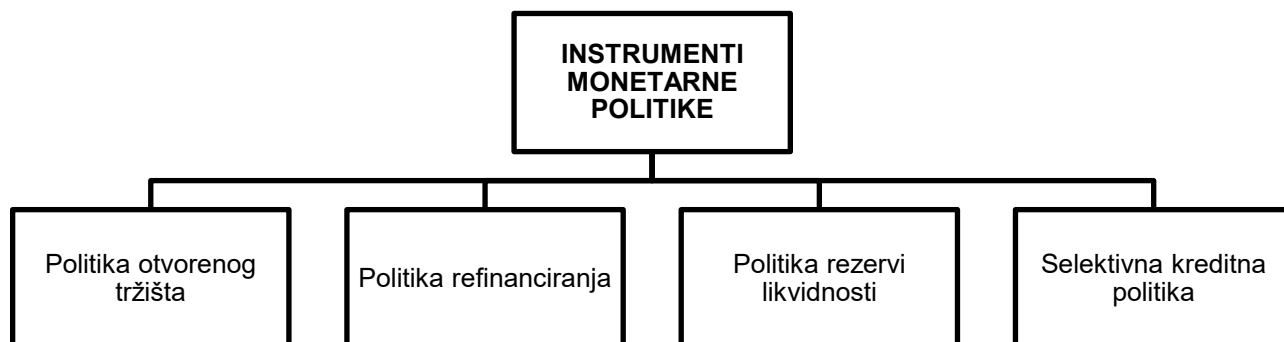 INSTRUMENTI
MONETARNE
POLITIKE
Politika otvorenog
tržišta
Politika refinanciranja
Politika rezervi
likvidnosti
Selektivna kreditna
politika